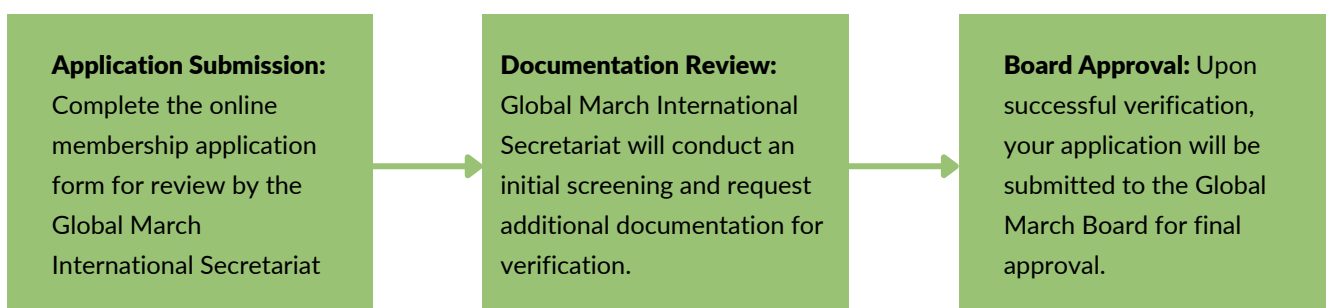 Application Submission:
Complete the online
membership application
form for review by the
Global March
International Secretariat
Documentation Review:
Global March International
Secretariat will conduct an
initial screening and request
additional documentation for
verification.
Board Approval: Upon
successful verification,
your application will be
submitted to the Global
March Board for final
approval.